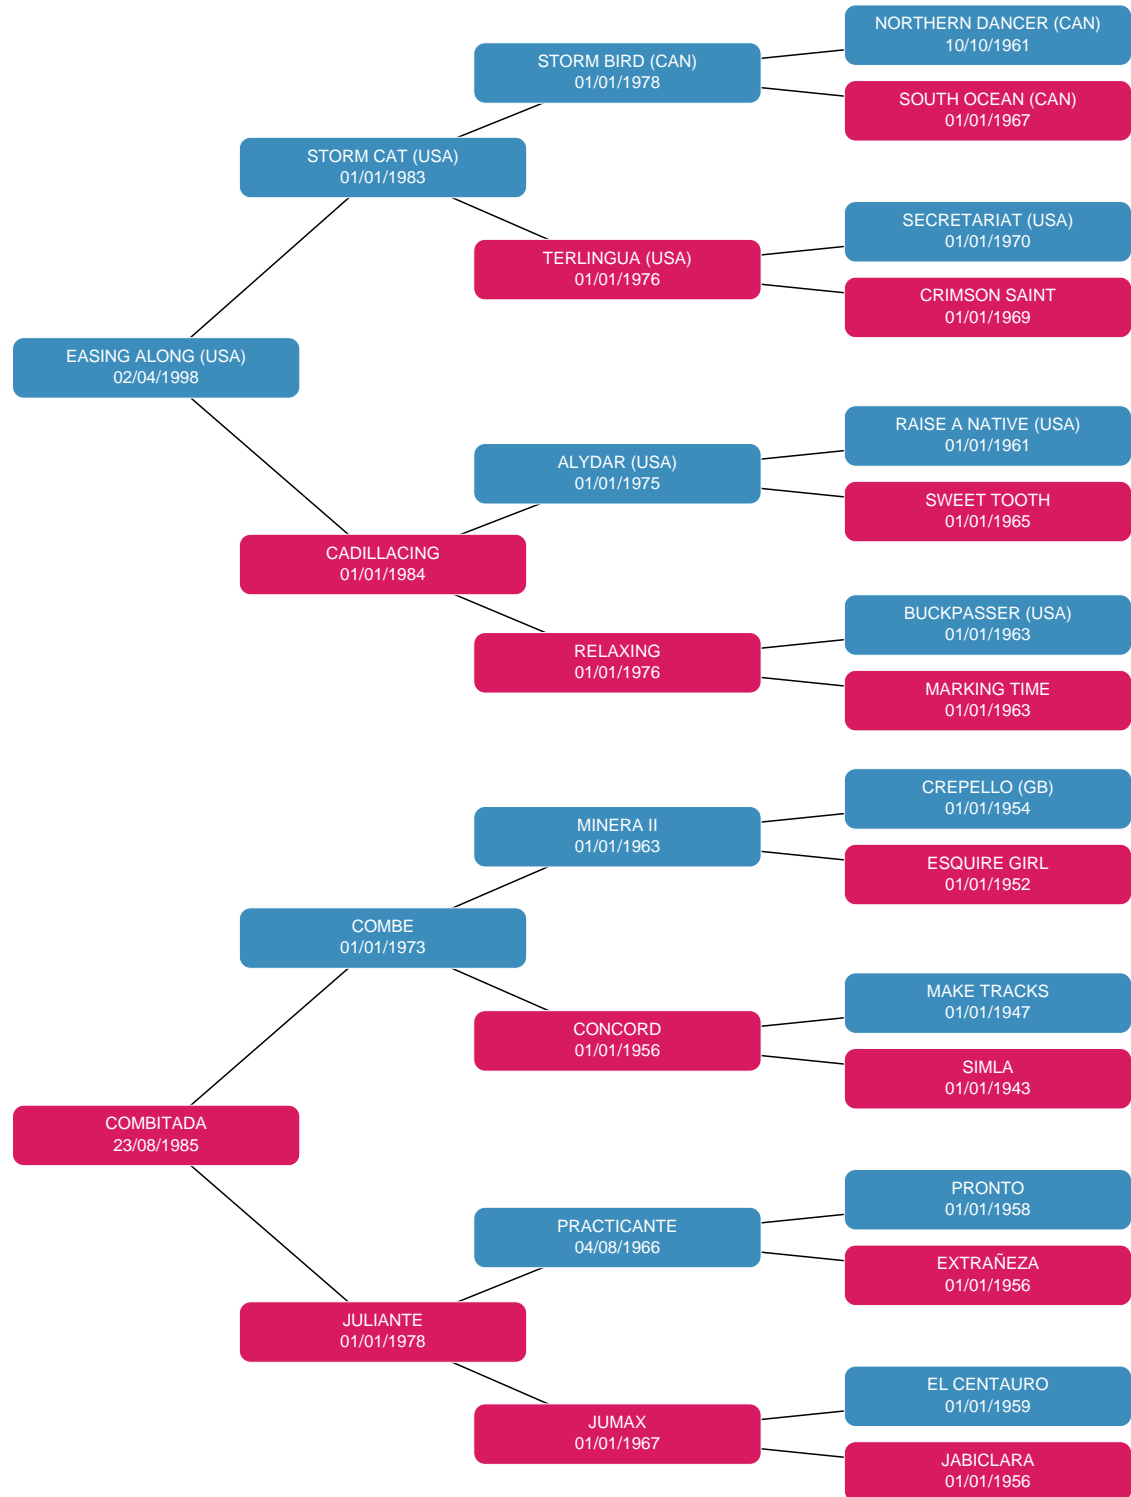 NORTHERN DANCER (CAN)
10/10/1961
STORM BIRD (CAN)
01/01/1978
SOUTH OCEAN (CAN)
01/01/1967
STORM CAT (USA)
01/01/1983
SECRETARIAT (USA)
01/01/1970
TERLINGUA (USA)
01/01/1976
CRIMSON SAINT
01/01/1969
EASING ALONG (USA)
02/04/1998
RAISE A NATIVE (USA)
01/01/1961
ALYDAR (USA)
01/01/1975
SWEET TOOTH
01/01/1965
CADILLACING
01/01/1984
BUCKPASSER (USA)
01/01/1963
RELAXING
01/01/1976
MARKING TIME
01/01/1963
CREPELLO (GB)
01/01/1954
MINERA II
01/01/1963
ESQUIRE GIRL
01/01/1952
COMBE
01/01/1973
MAKE TRACKS
01/01/1947
CONCORD
01/01/1956
SIMLA
01/01/1943
COMBITADA
23/08/1985
PRONTO
01/01/1958
PRACTICANTE
04/08/1966
EXTRAÑEZA
01/01/1956
JULIANTE
01/01/1978
EL CENTAURO
01/01/1959
JUMAX
01/01/1967
JABICLARA
01/01/1956